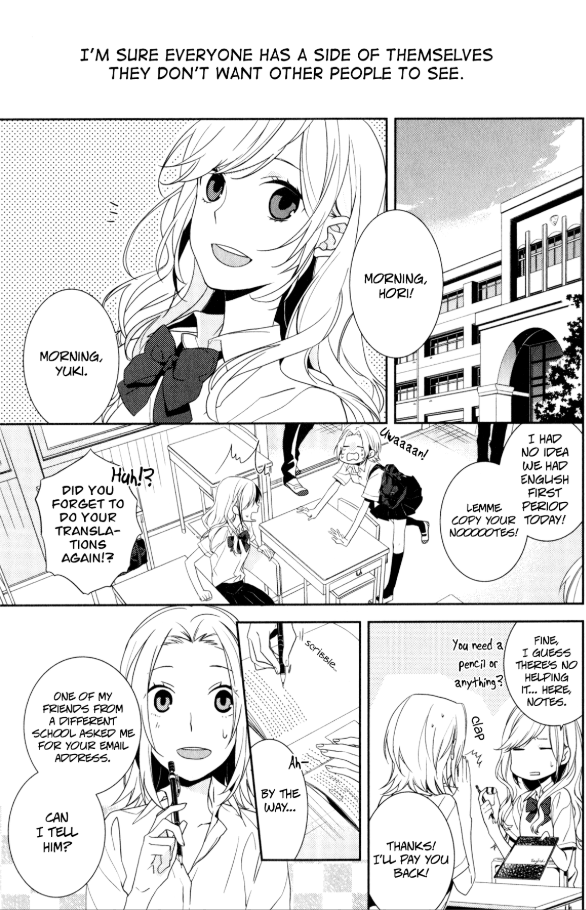 I'M SURE EVERYONE HAS A SIDE OF THEMSELVES
THEY DON'T WANT OTHER PEOPLE TO SEE.
MORNING,
HORI!
MORNING,
YUKI.
I HAD
NO IDEA
WE HAD
ENGLISH
FIRST
PERIOD
TODAY!
LEMME
COPY YOUR
NOOOOOTES!
Uwaaaaan!
Huh!?
DID YOU
FORGET TO
DO YOUR
TRANSLA-
TIONS
AGAIN!?
FINE,
I GUESS
THERE'S NO
HELPING
IT... HERE,
NOTES.
You need a
pencil or
anything?
CLAP
English
THANKS!
I'LL PAY YOU
BACK!
scribble
Ah-
BY THE
WAY...
ONE OF MY
FRIENDS FROM
A DIFFERENT
SCHOOL ASKED ME
FOR YOUR EMAIL
ADDRESS.
CAN
I TELL
HIM?